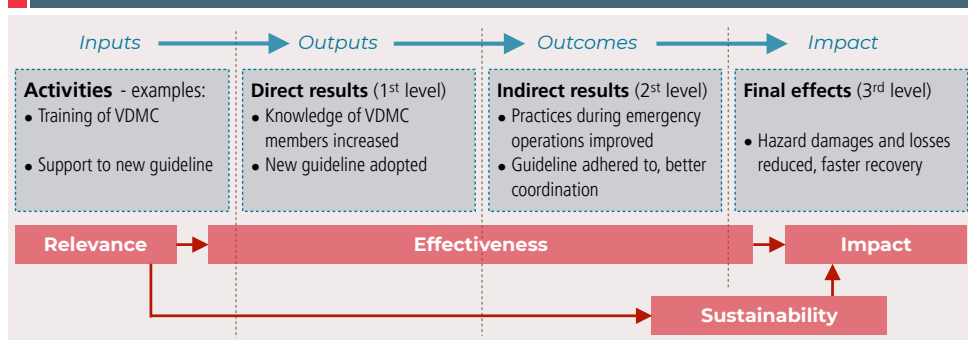 Inputs
Outputs
Outcomes
Impact
Activities - examples:
• Training of VDMC
• Support to new guideline
Direct results (1st level)
• Knowledge of VDMC
members increased
• New guideline adopted
Indirect results (2st level)
• Practices during emergency
operations improved
• Guideline adhered to, better
coordination
Final effects (3rd level)
• Hazard damages and losses
reduced, faster recovery
Relevance
Effectiveness
Impact
Sustainability